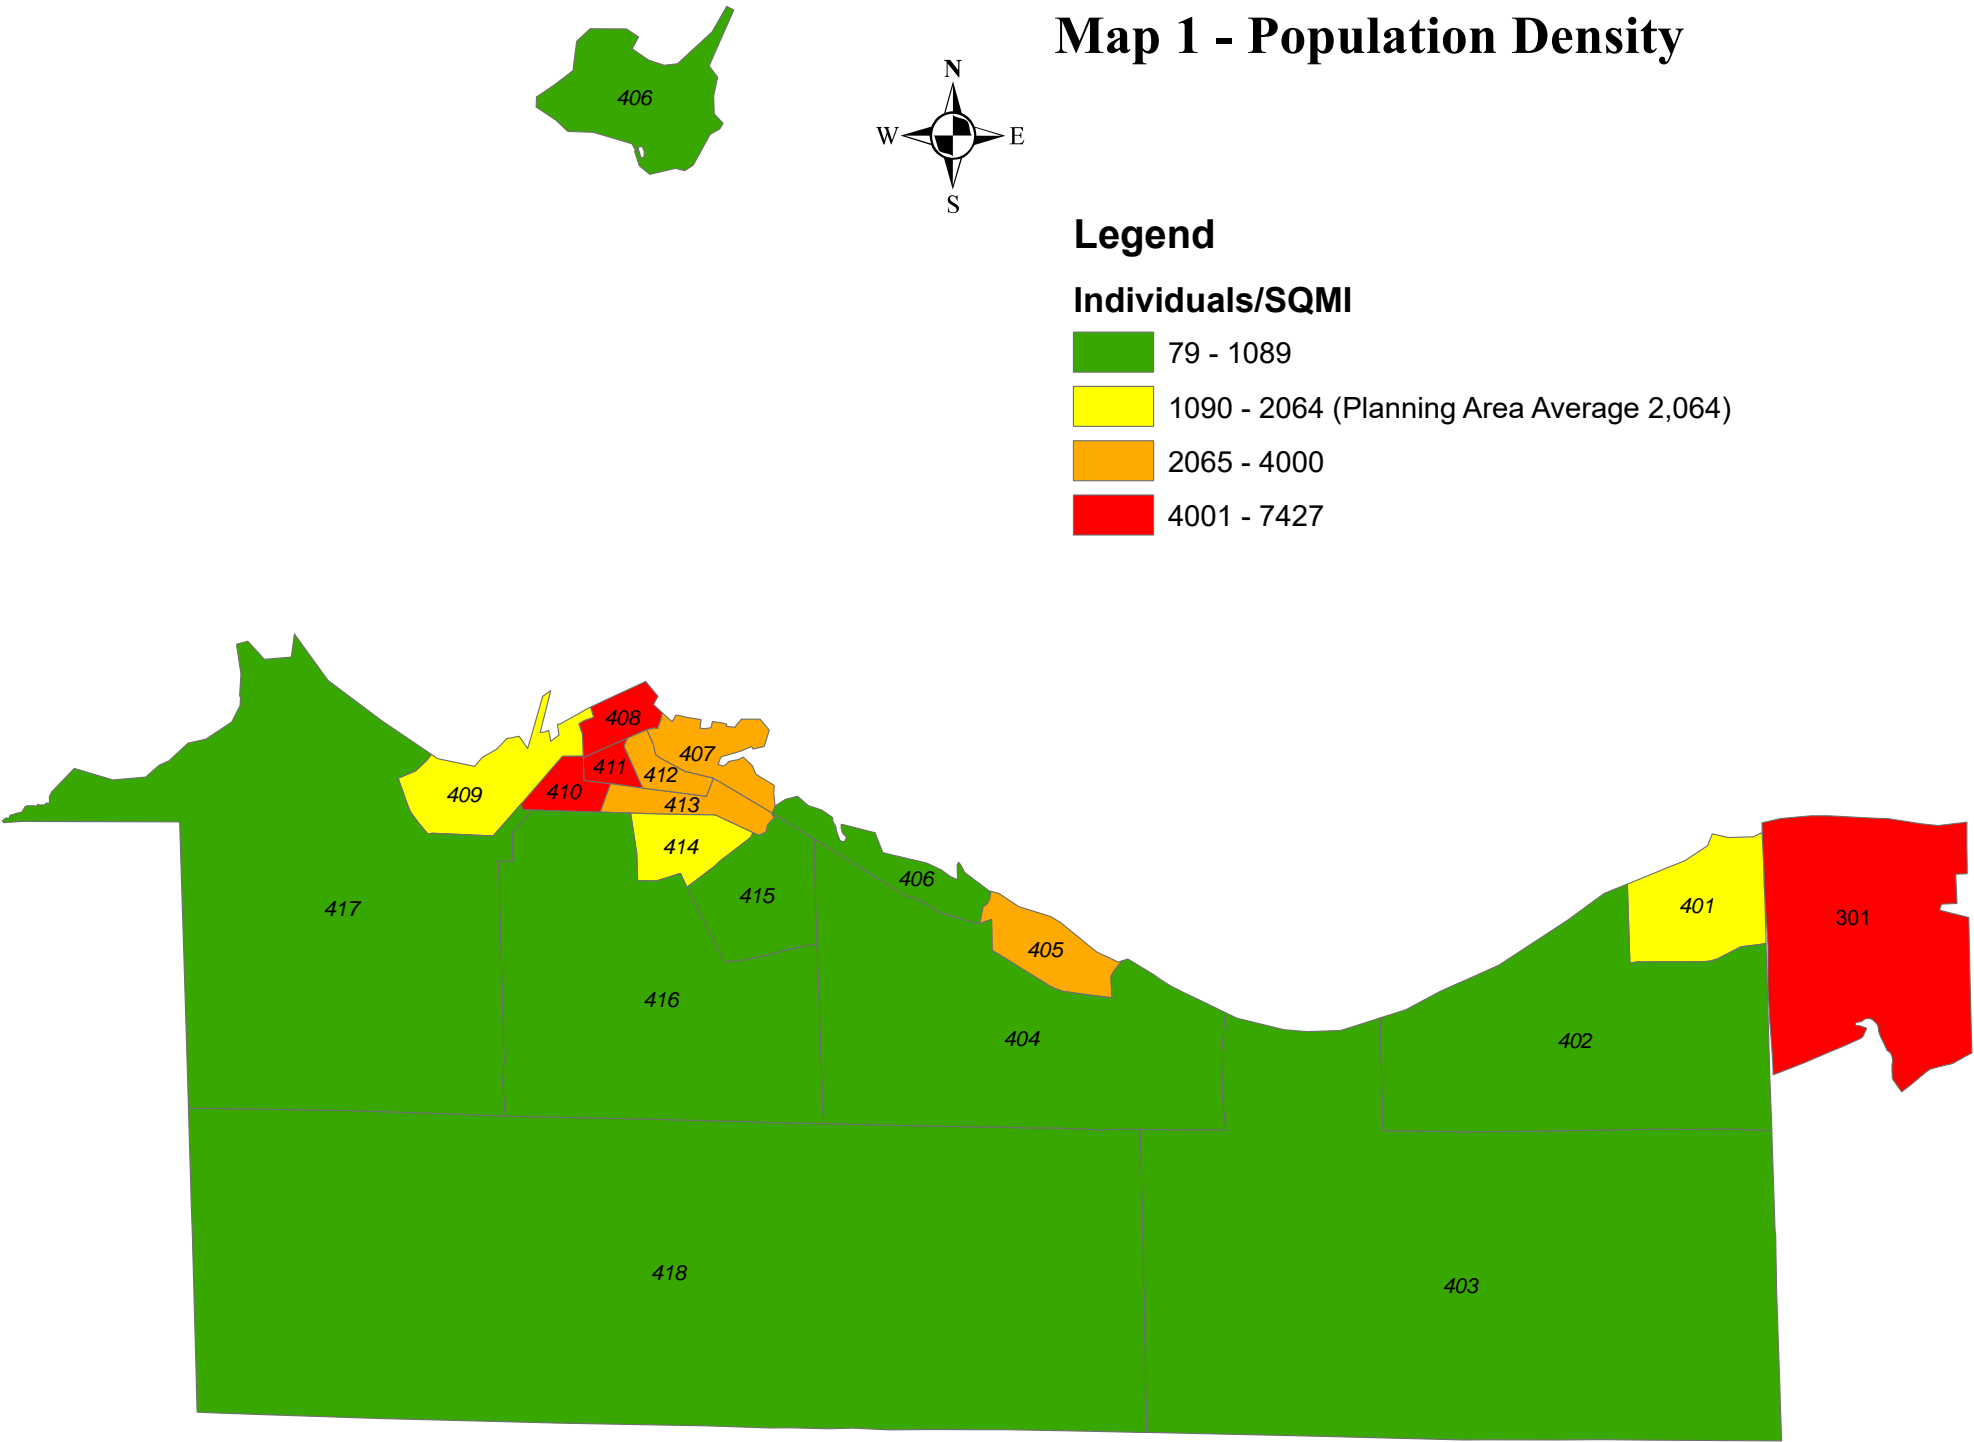 Map 1 - Population Density
406
N
W E
S
Legend
Individuals/SQMI
79 - 1089
1090 - 2064 (Planning Area Average 2,064)
2065 - 4000
4001 - 7427
408
407
411
412
410
409
413
414
406
415
417
401
301
405
416
404
402
418
403